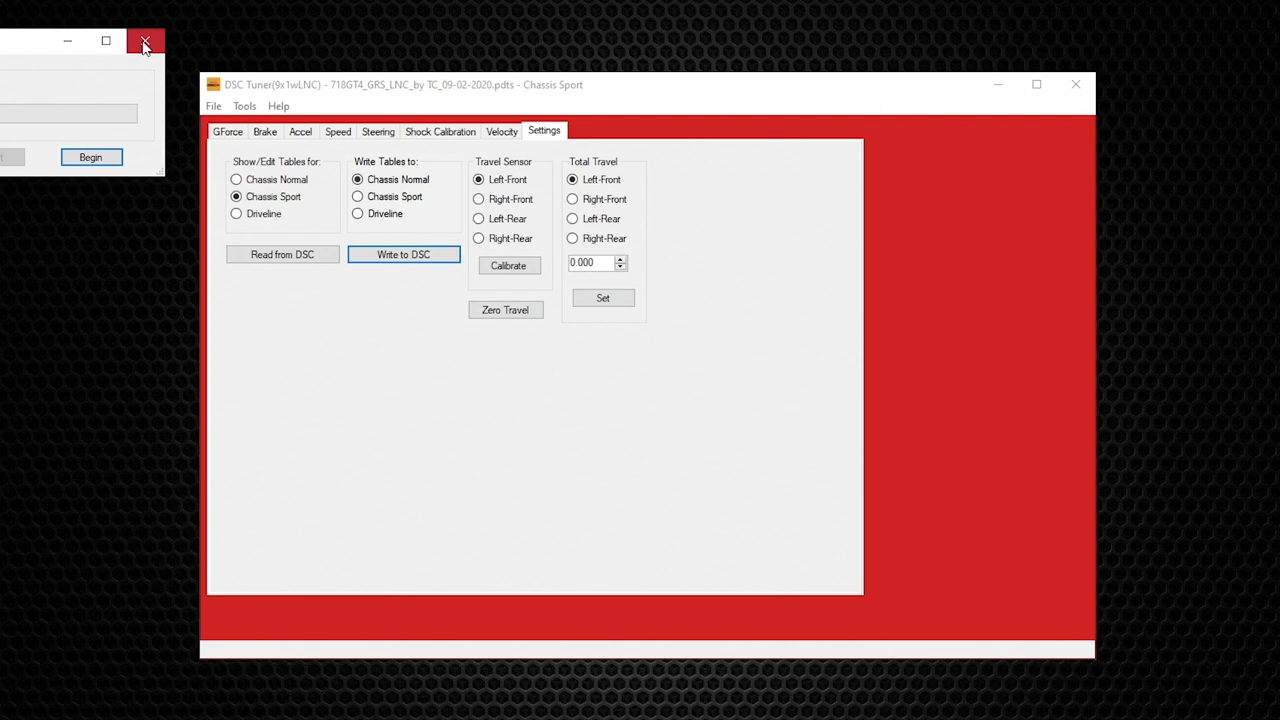 DSC Tuner(9x1wLNC) - 718GT4_GRS_LNC_by TC_09-02-2020.pdts - Chassis Sport
File Tools Help
GForce Brake Accel Speed Steering Shock Calibration Velocity Settings
Show/Edit Tables for: Write Tables to: Travel Sensor Total Travel
Chassis Normal Chassis Normal Left-Front Left-Front
Chassis Sport Chassis Sport Right-Front Right-Front
Driveline Driveline Left-Rear Left-Rear
Right-Rear Right-Rear
Read from DSC Write to DSC Calibrate 0.000
Set
Zero Travel
Begin